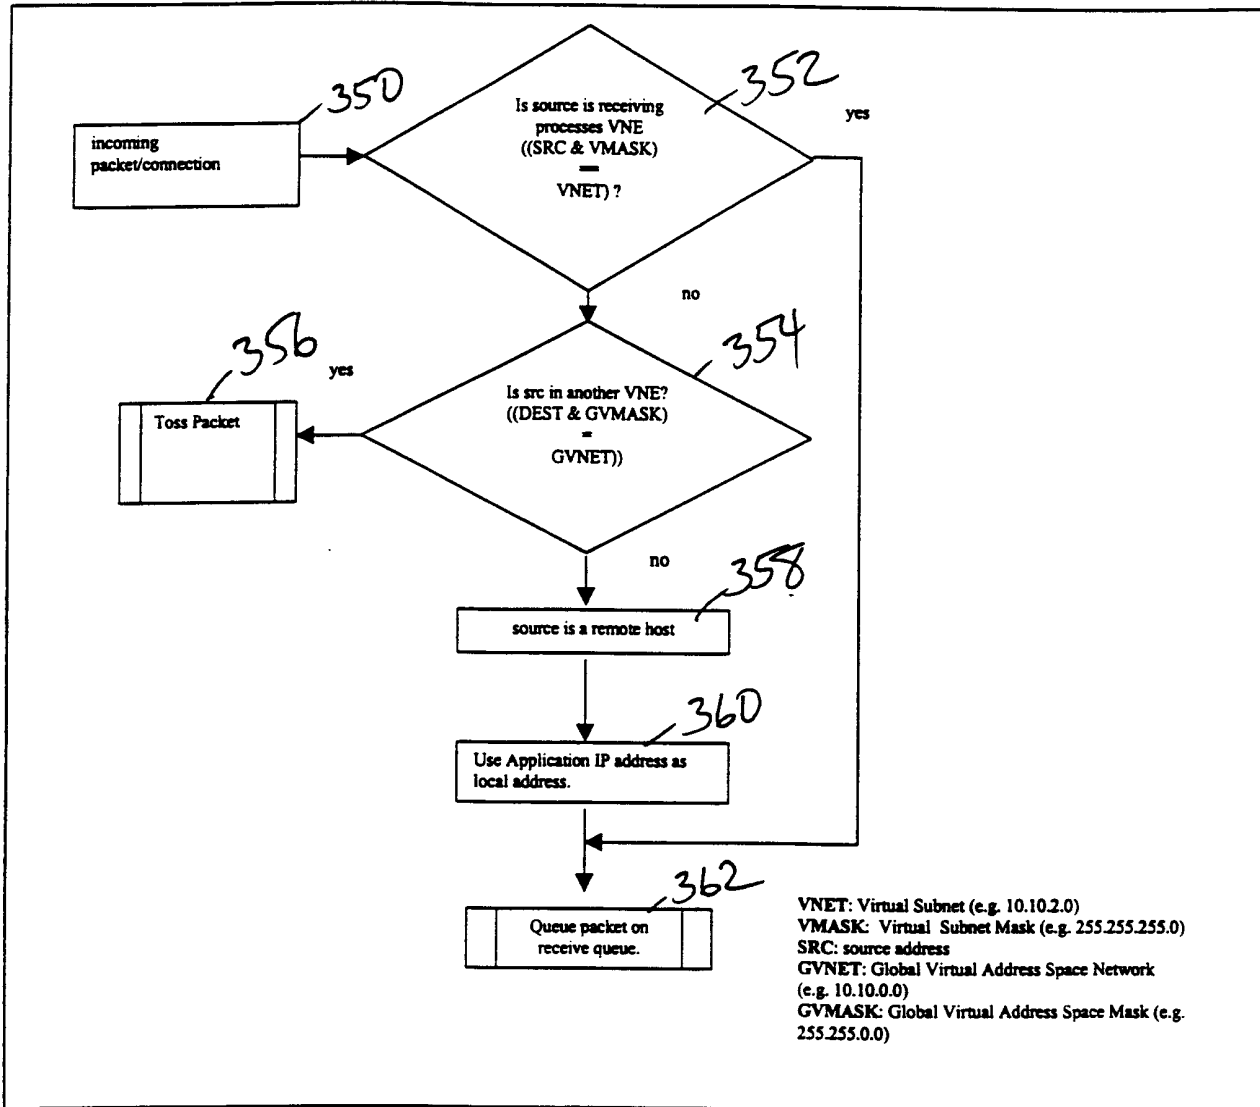 350
incoming
packet/connection
352
Is source is receiving
processes VNE
((SRC & VMASK)
==
VNET) ?
yes
no
354
Is src in another VNE?
((DEST & GVMASK)
=
GVNET))
356
yes
Toss Packet
no
358
source is a remote host
360
Use Application IP address as
local address.
362
Queue packet on
receive queue.
VNET: Virtual Subnet (e.g. 10.10.2.0)
VMASK: Virtual Subnet Mask (e.g. 255.255.255.0)
SRC: source address
GVNET: Global Virtual Address Space Network
(e.g. 10.10.0.0)
GVMASK: Global Virtual Address Space Mask (e.g.
255.255.0.0)